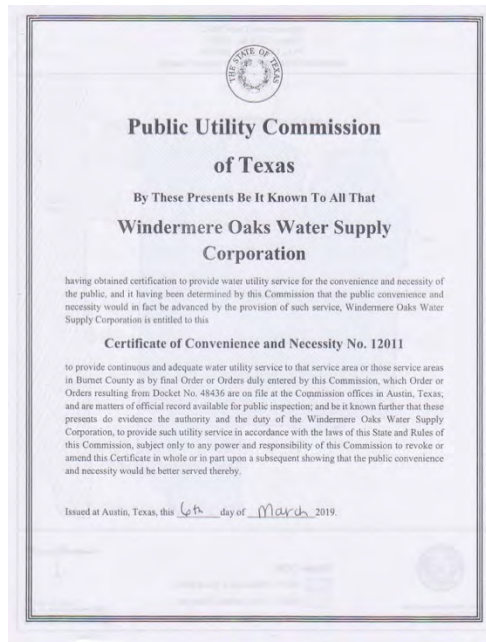 THE STATE OF TEXAS
Public Utility Commission
of Texas
By These Presents Be It Known To All That
Windermere Oaks Water Supply
Corporation
having obtained certification to provide water utility service for the convenience and necessity of
the public, and it having been determined by this Commission that the public convenience and
necessity would in fact be advanced by the provision of such service, Windermere Oaks Water
Supply Corporation is entitled to this
Certificate of Convenience and Necessity No. 12011
to provide continuous and adequate water utility service to that service area or those service areas
in Burnet County as by final Order or Orders duly entered by this Commission, which Order or
Orders resulting from Docket No. 48436 are on file at the Commission offices in Austin, Texas;
and are matters of official record available for public inspection; and be it known further that these
presents do evidence the authority and the duty of the Windermere Oaks Water Supply
Corporation, to provide such utility service in accordance with the laws of this State and Rules of
this Commission, subject only to any power and responsibility of this Commission to revoke or
amend this Certificate in whole or in part upon a subsequent showing that the public convenience
and necessity would be better served thereby.
Issued at Austin, Texas, this 6th day of March 2019.